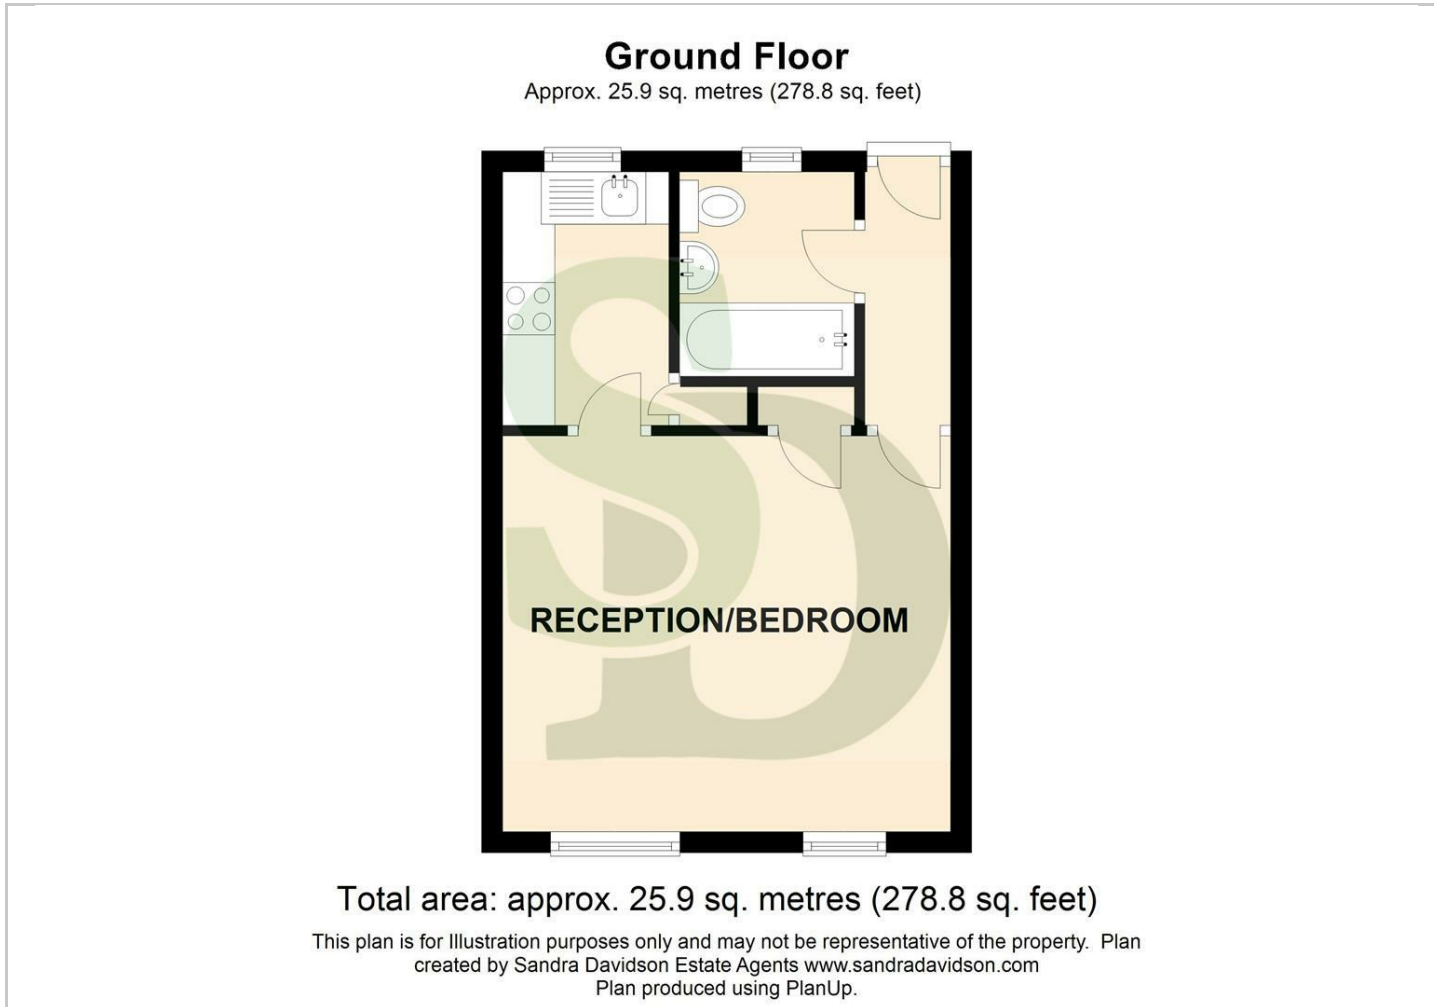 Ground Floor
Approx. 25.9 sq. metres (278.8 sq. feet)
SD
RECEPTION/BEDROOM
Total area: approx. 25.9 sq. metres (278.8 sq. feet)
This plan is for Illustration purposes only and may not be representative of the property. Plan
created by Sandra Davidson Estate Agents www.sandradavidson.com
Plan produced using PlanUp.